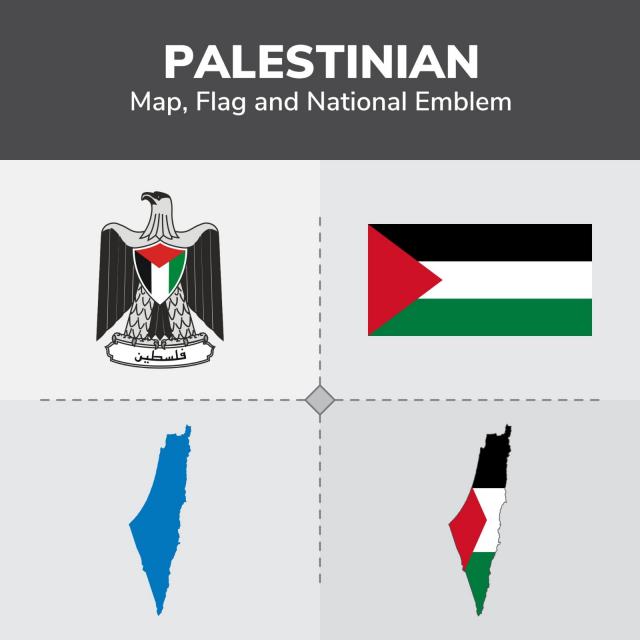 PALESTINIAN
Map, Flag and National Emblem
فلسطين